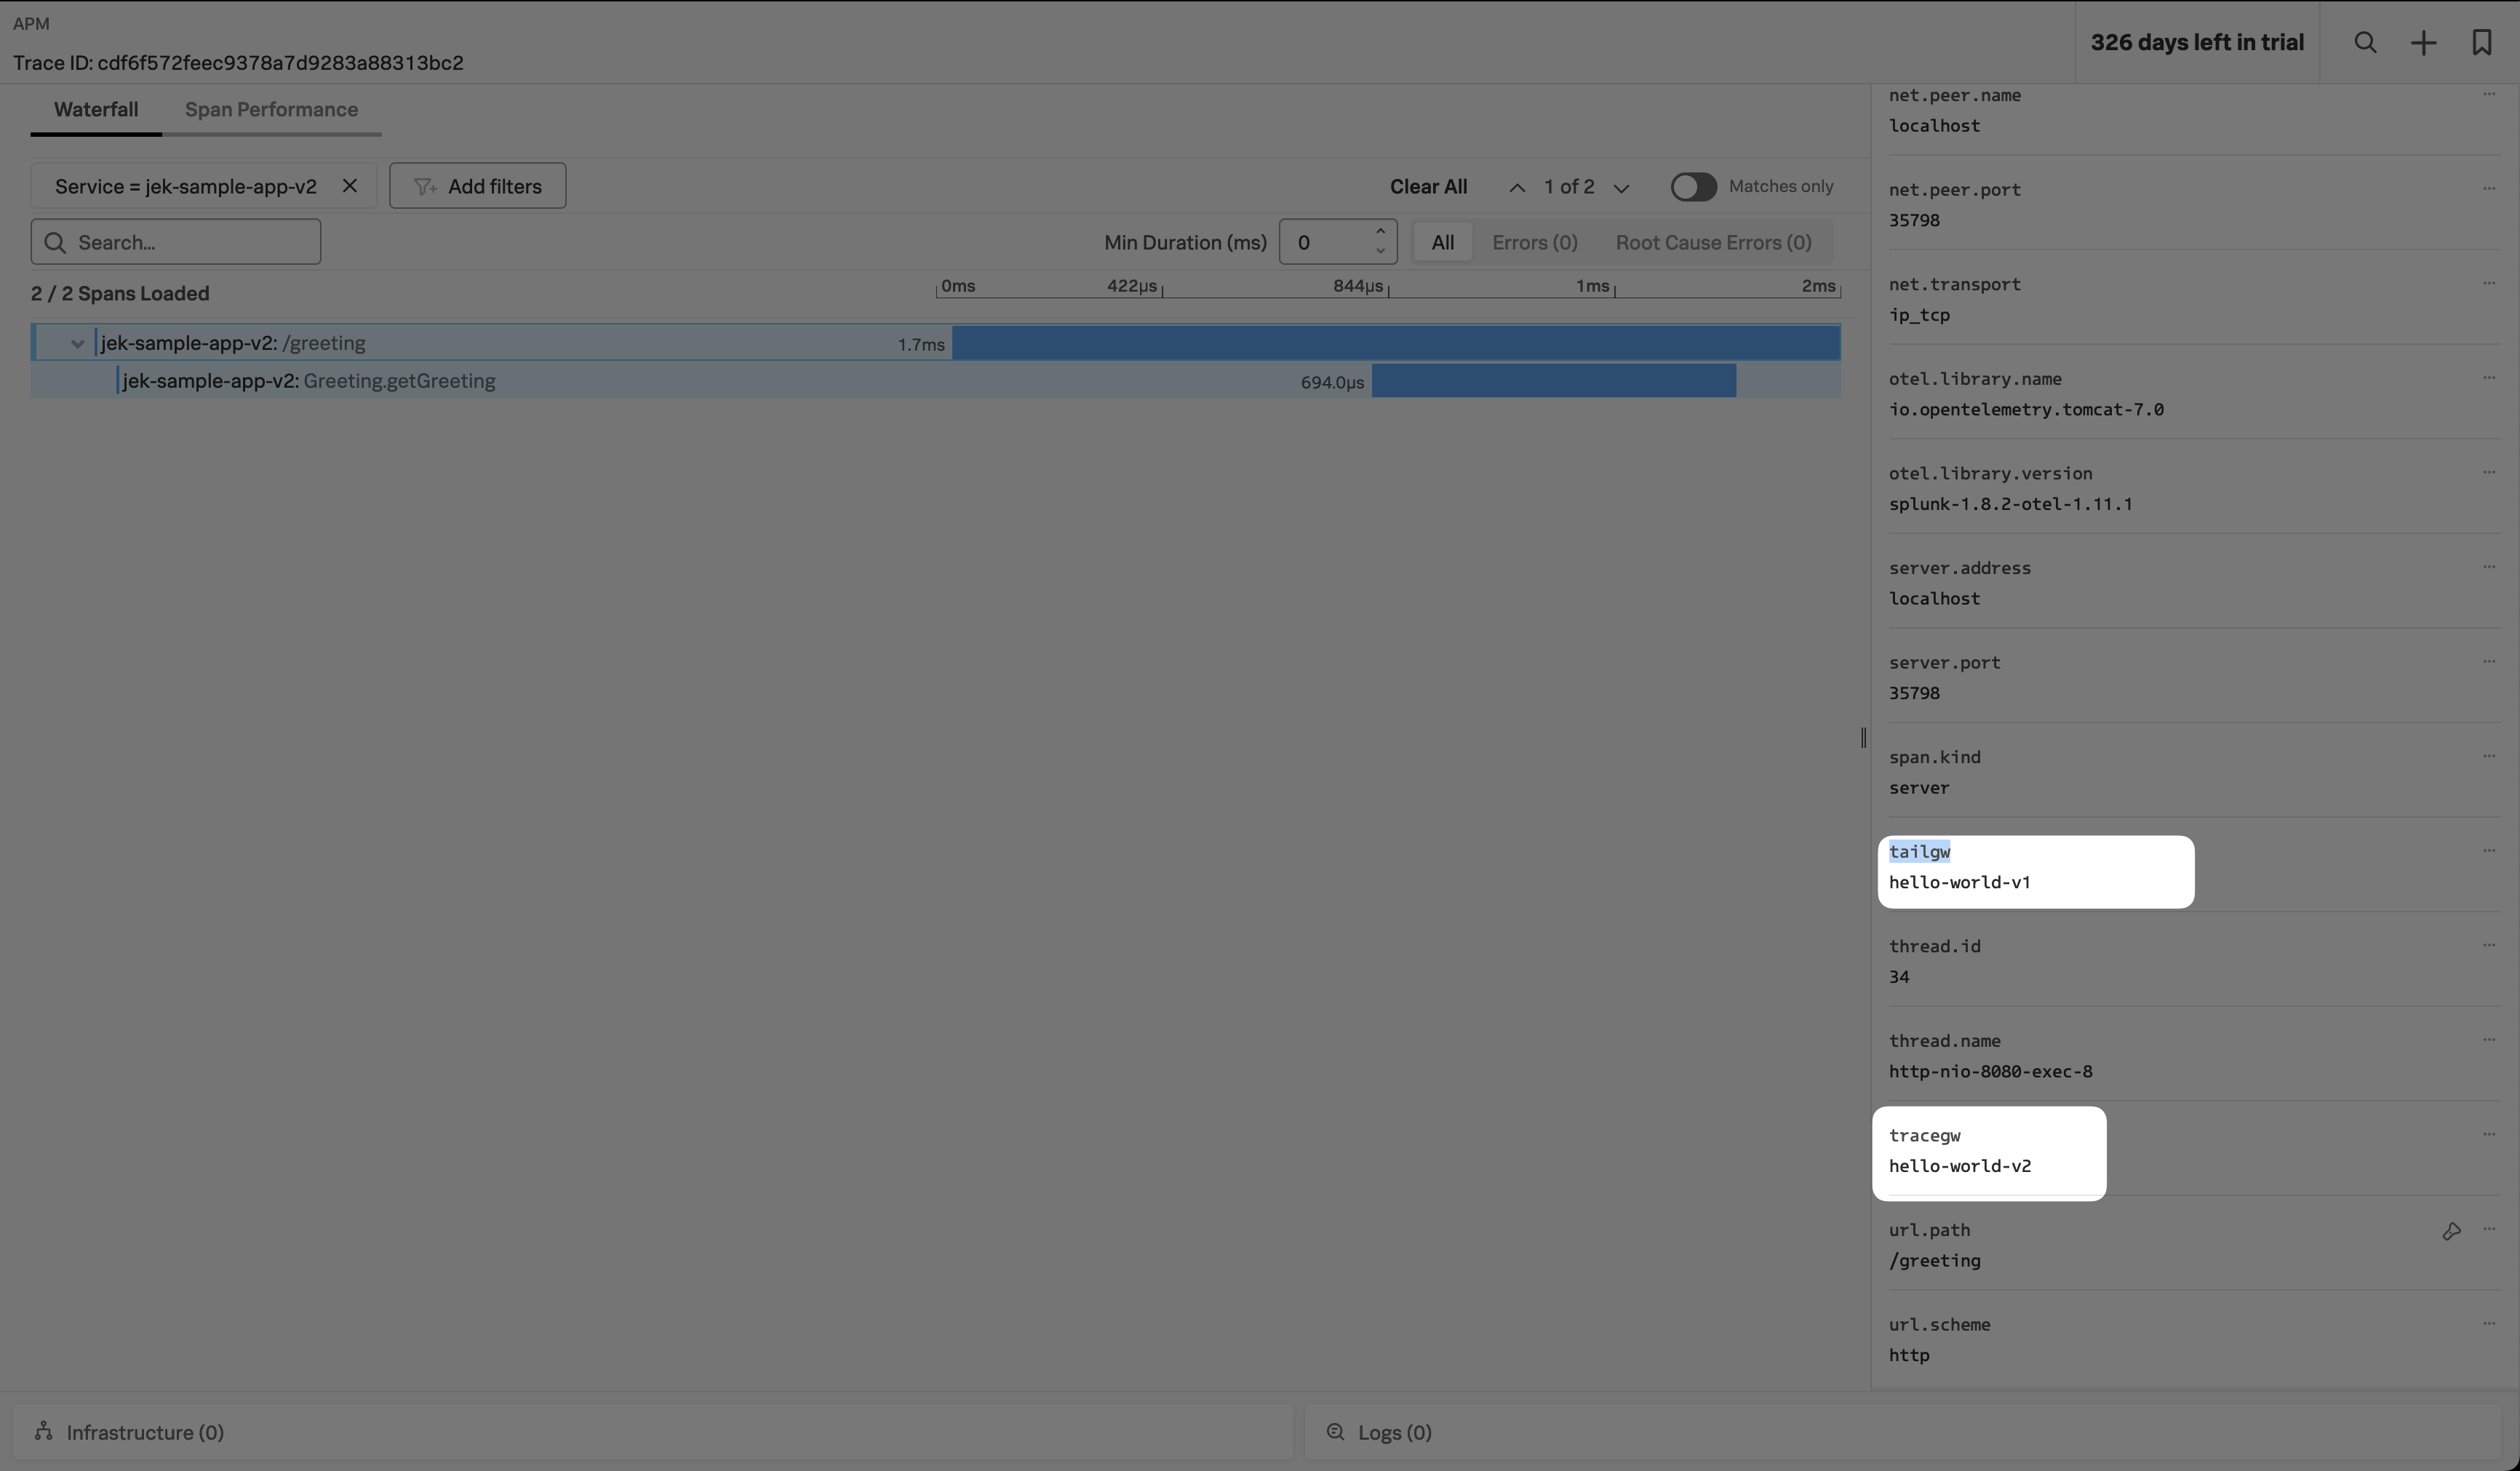 APM
Trace ID: cdf6f572feec9378a7d9283a88313bc2
326 days left in trial
Waterfall Span Performance
Service = jek-sample-app-v2 Add filters
Clear All 1 of 2 Matches only
Search...
Min Duration (ms) 0 All Errors (0) Root Cause Errors (0)
2 / 2 Spans Loaded
0ms 422µs 844µs 1ms 2ms
jek-sample-app-v2: /greeting 1.7ms
jek-sample-app-v2: Greeting.getGreeting 694.0µs
net.peer.name
localhost
net.peer.port
35798
net.transport
ip_tcp
otel.library.name
io.opentelemetry.tomcat-7.0
otel.library.version
splunk-1.8.2-otel-1.11.1
server.address
localhost
server.port
35798
span.kind
server
tailgw
hello-world-v1
thread.id
34
thread.name
http-nio-8080-exec-8
tracegw
hello-world-v2
url.path
/greeting
url.scheme
http
Infrastructure (0)
Logs (0)